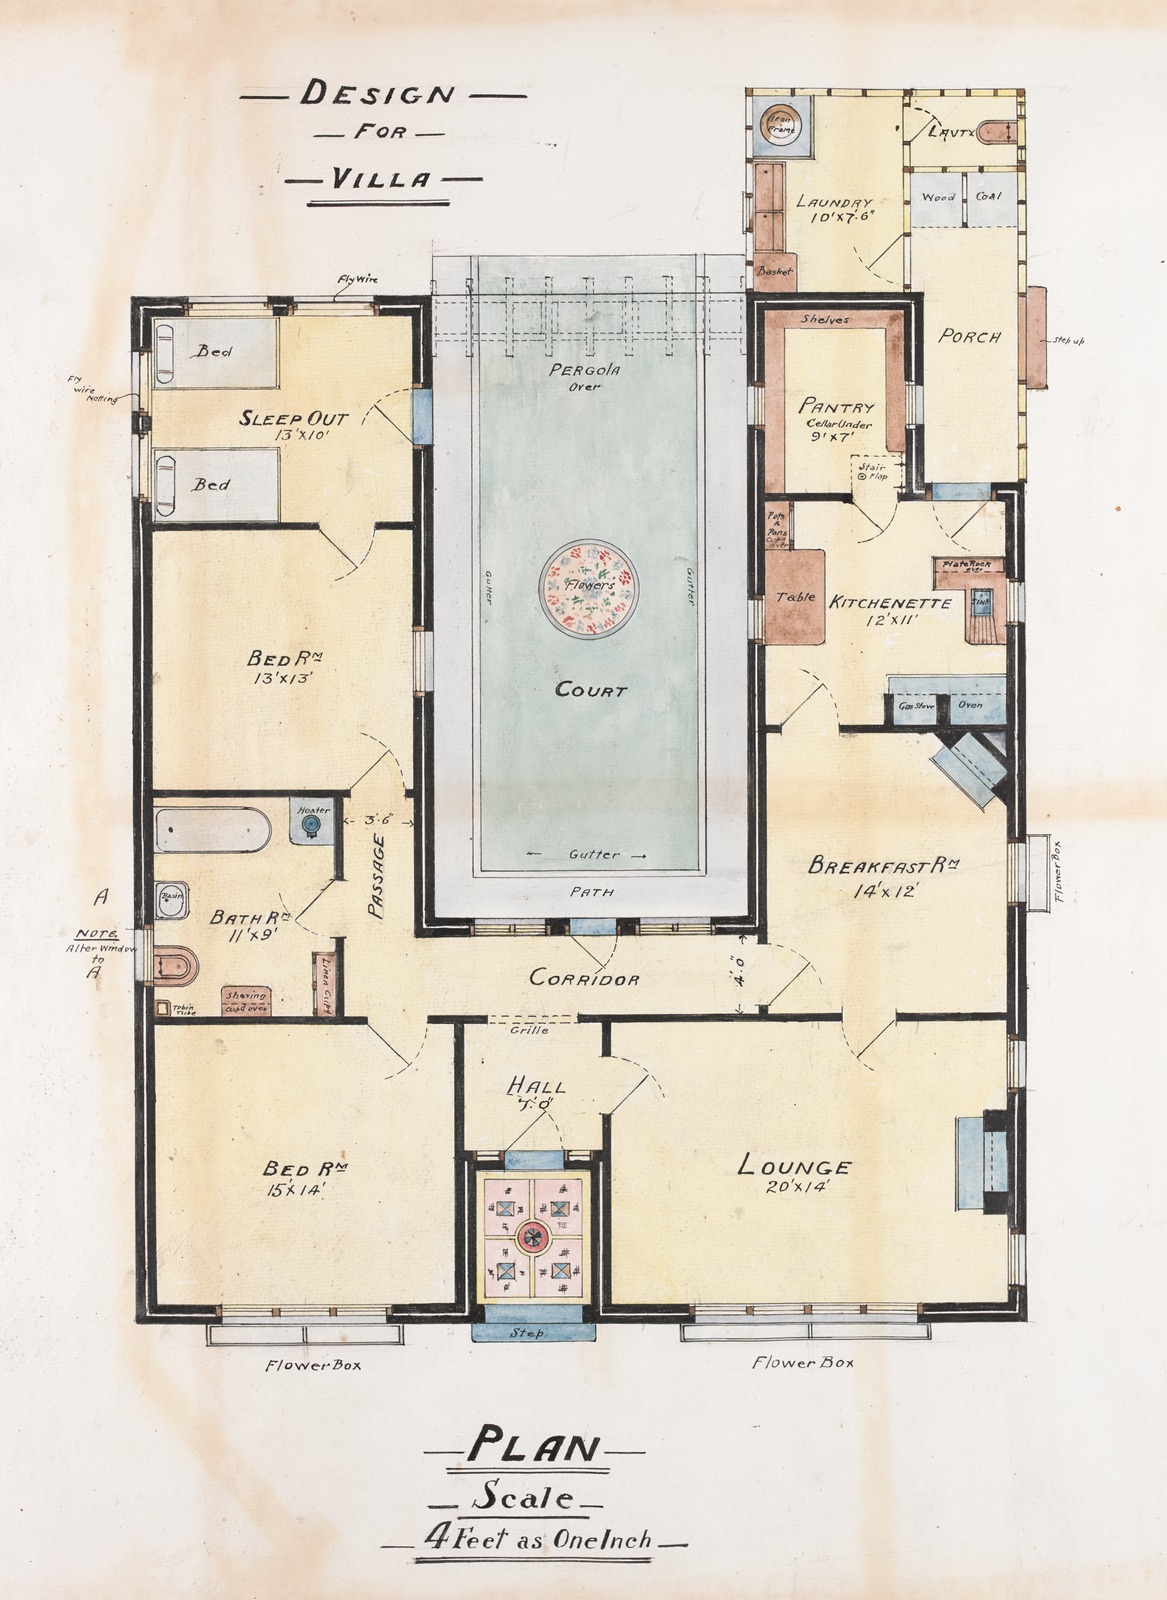 DESIGN
FOR
VILLA
Iron
Frame
LAVTY
LAUNDRY
10'x7'.6"
Wood
Coal
Basket
Fly Wire
Shelves
PORCH
Step up
Bed
Fly
wire
Netting
SLEEP OUT
13'x10'
Bed
PERGOLA
Over
PANTRY
Cellar Under
9'x7'
Stair
Flap
Pots
&
Pans
Cup'd
over
Plate Rack
over
Sink
Table
KITCHENETTE
12'x11'
Gas Stove
Oven
Flowers
Gutter
Gutter
COURT
BED RM
13'x13'
Heater
3'.6"
PASSAGE
Gutter
PATH
BREAKFAST RM
14'x12'
Flower Box
Basin
A
NOTE
Alter Window
to
A
BATH RM
11'x9'
Linen Cup'd
Shaving
cup'd over
Tobin
Tube
CORRIDOR
4'.0"
Grille
HALL
7'.0"
BED RM
15'x14'
LOUNGE
20'x14'
Step
Flower Box
Flower Box
PLAN
Scale
4 Feet as One Inch